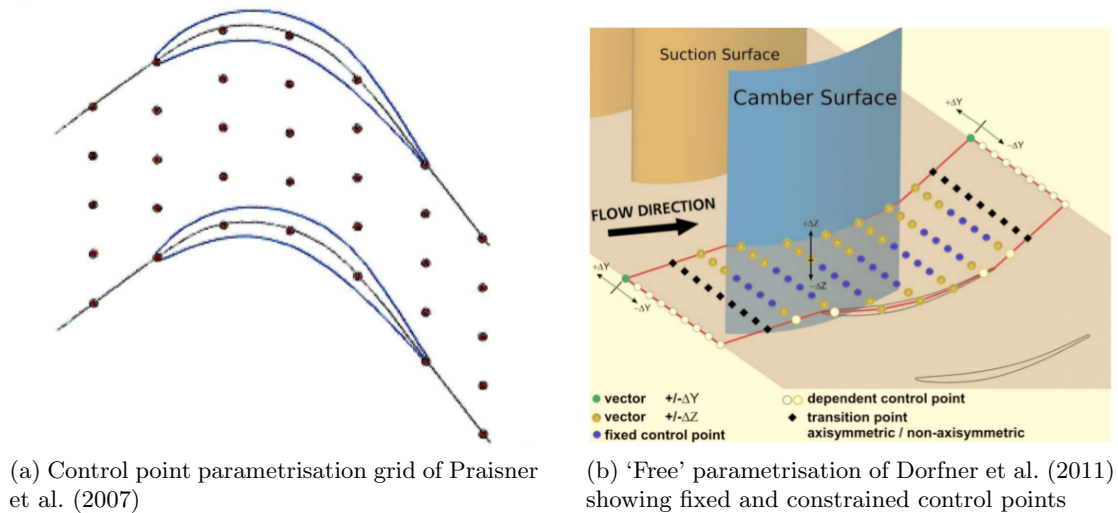 Suction Surface
Camber Surface
+ΔY
−ΔY
FLOW DIRECTION
+ΔZ
−ΔZ
+ΔY
−ΔY
vector +/-ΔY
vector +/-ΔZ
fixed control point
dependent control point
transition point
axisymmetric / non-axisymmetric
(a) Control point parametrisation grid of Praisner
et al. (2007)
(b) ‘Free’ parametrisation of Dorfner et al. (2011)
showing fixed and constrained control points